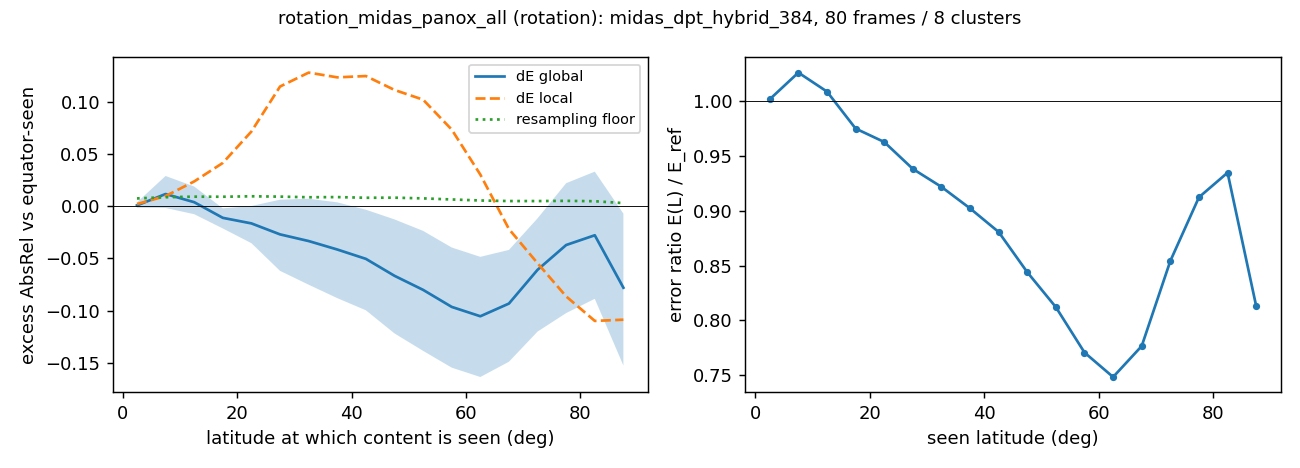 rotation_midas_panox_all (rotation): midas_dpt_hybrid_384, 80 frames / 8 clusters
excess AbsRel vs equator-seen
0.10
0.05
0.00
−0.05
−0.10
−0.15
dE global
dE local
resampling floor
0 20 40 60 80
latitude at which content is seen (deg)
error ratio E(L) / E_ref
1.00
0.95
0.90
0.85
0.80
0.75
0 20 40 60 80
seen latitude (deg)